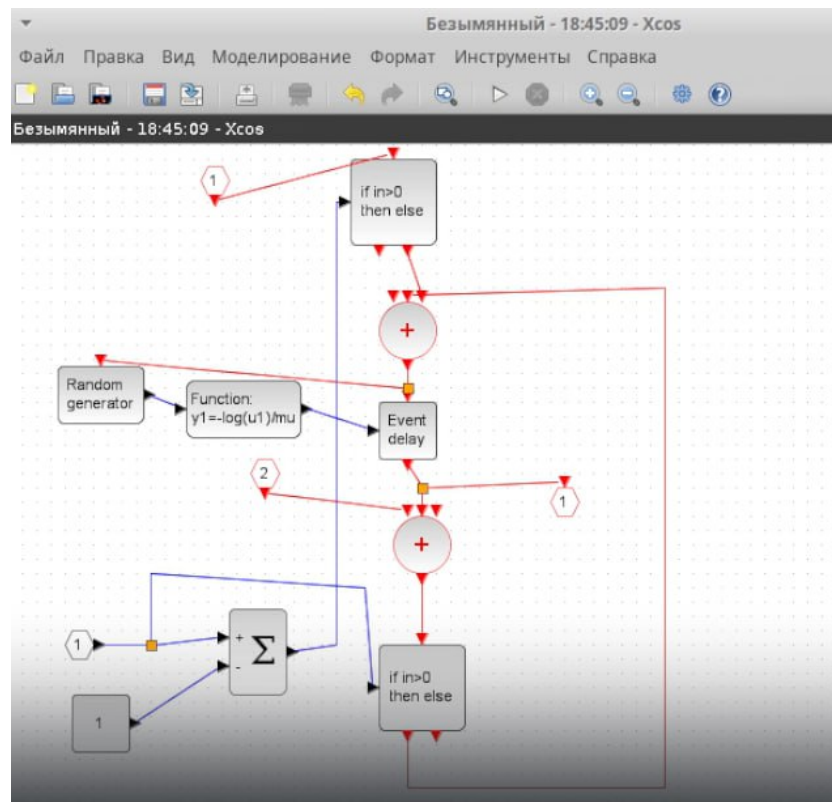 Безымянный - 18:45:09 - Xcos
Файл Правка Вид Моделирование Формат Инструменты Справка
Безымянный - 18:45:09 - Xcos
1
if in>0
then else
+
Random
generator
Function:
y1=-log(u1)/mu
Event
delay
2
1
+
1
+
-
Σ
if in>0
then else
1